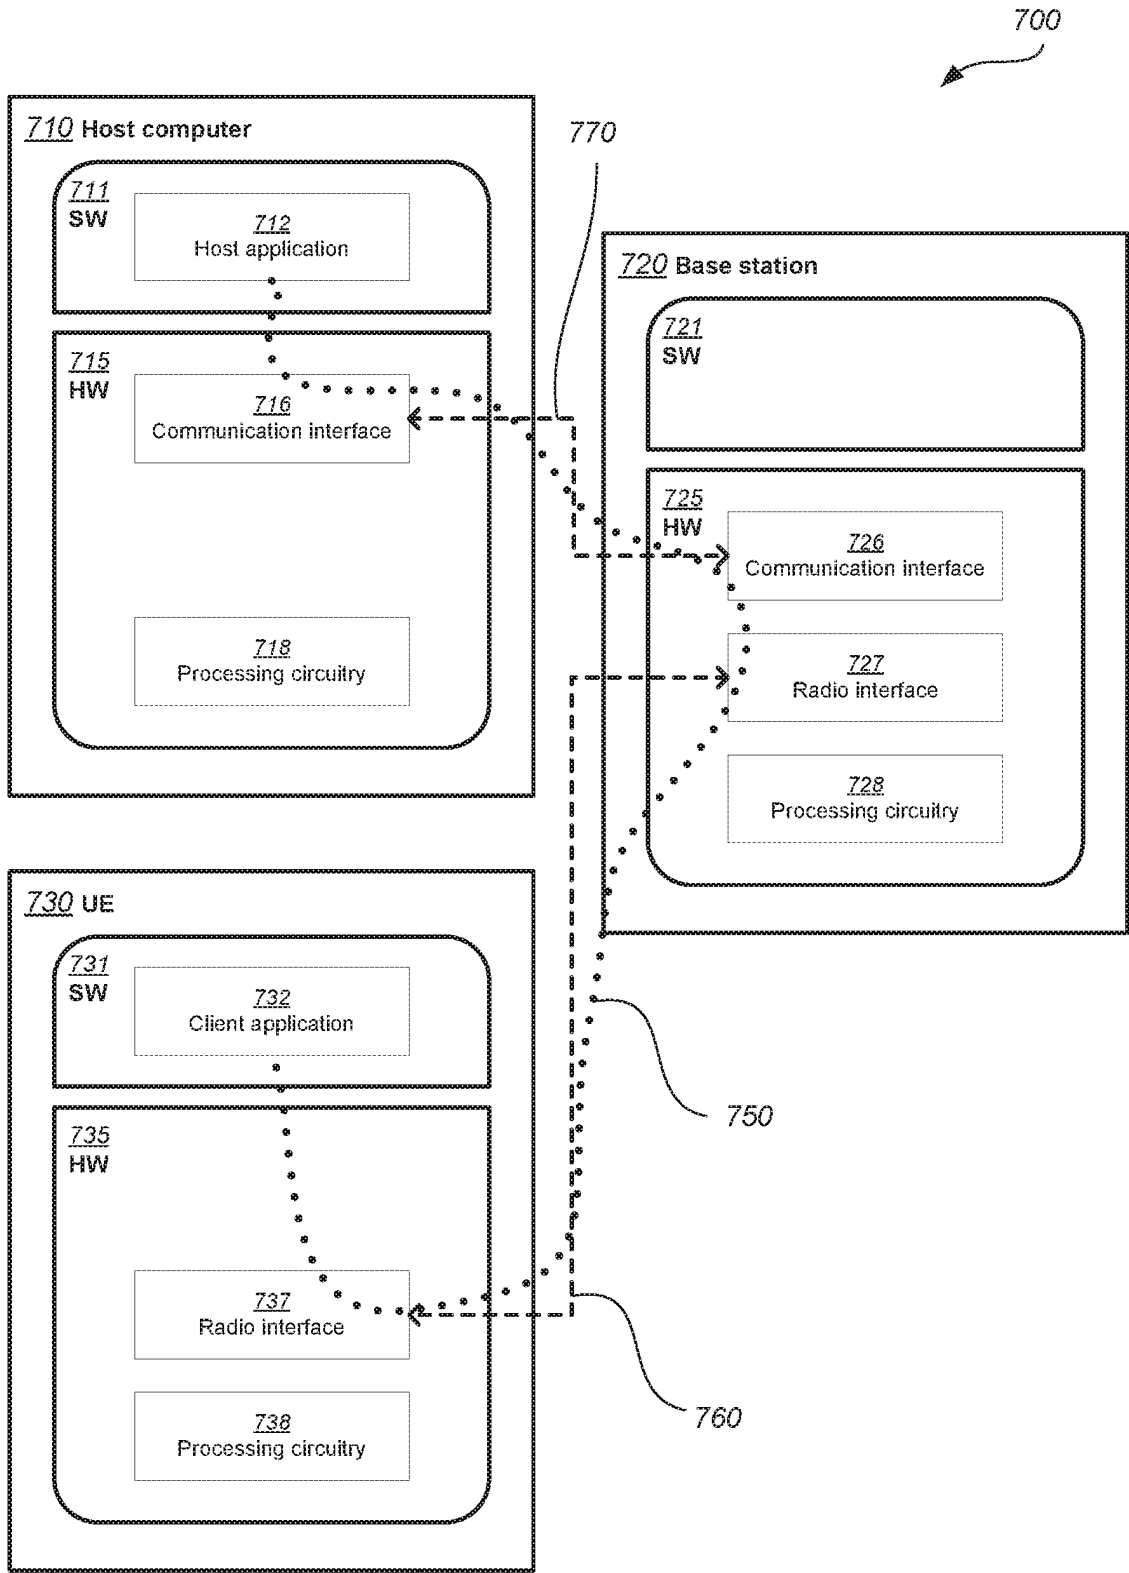 700
710 Host computer
711
SW
712
Host application
715
HW
716
Communication interface
718
Processing circuitry
770
720 Base station
721
SW
725
HW
726
Communication interface
727
Radio interface
728
Processing circuitry
730 UE
731
SW
732
Client application
735
HW
737
Radio interface
738
Processing circuitry
750
760